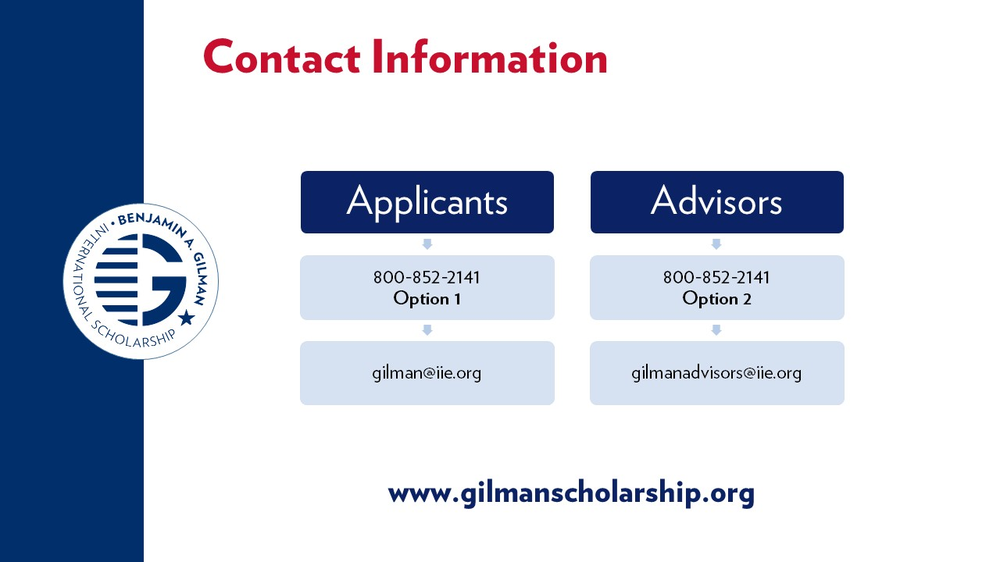 Contact Information
Applicants
800-852-2141
Option 1
gilman@iie.org
Advisors
800-852-2141
Option 2
gilmanadvisors@iie.org
BENJAMIN A. GILMAN
INTERNATIONAL SCHOLARSHIP
www.gilmanscholarship.org